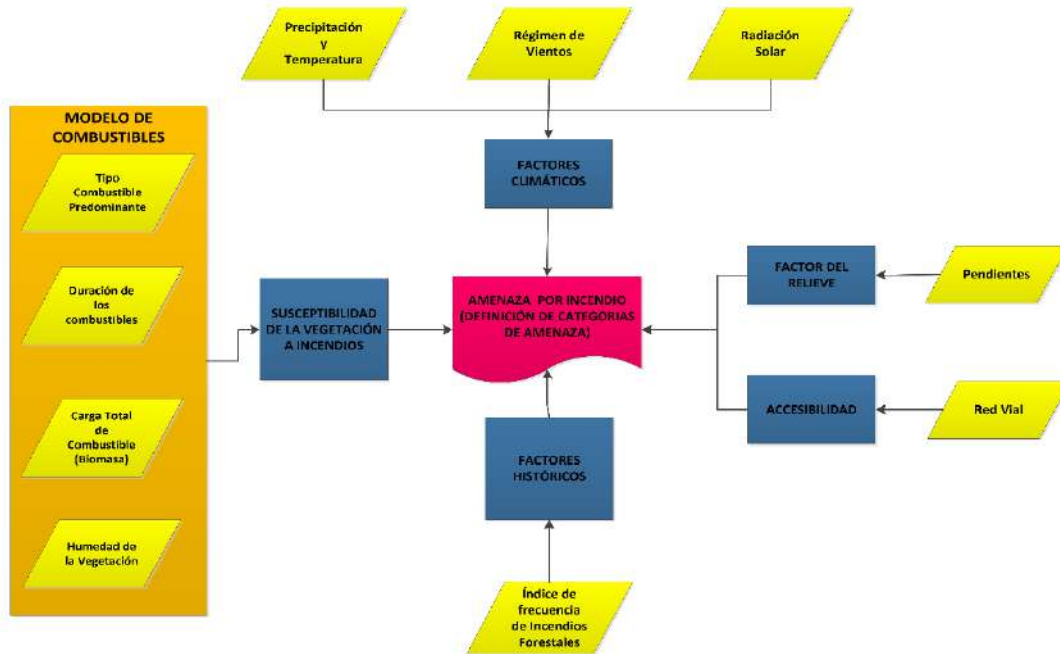 Precipitación
y
Temperatura
Régimen de
Vientos
Radiación
Solar
MODELO DE
COMBUSTIBLES
Tipo
Combustible
Predominante
Duración de
los
combustibles
Carga Total
de
Combustible
(Biomasa)
Humedad de
la Vegetación
SUSCEPTIBILIDAD
DE LA VEGETACIÓN
A INCENDIOS
FACTORES
CLIMÁTICOS
AMENAZA POR INCENDIO
(DEFINICIÓN DE CATEGORIAS
DE AMENAZA)
FACTORES
HISTÓRICOS
Índice de
frecuencia
de Incendios
Forestales
FACTOR DEL
RELIEVE
Pendientes
ACCESIBILIDAD
Red Vial